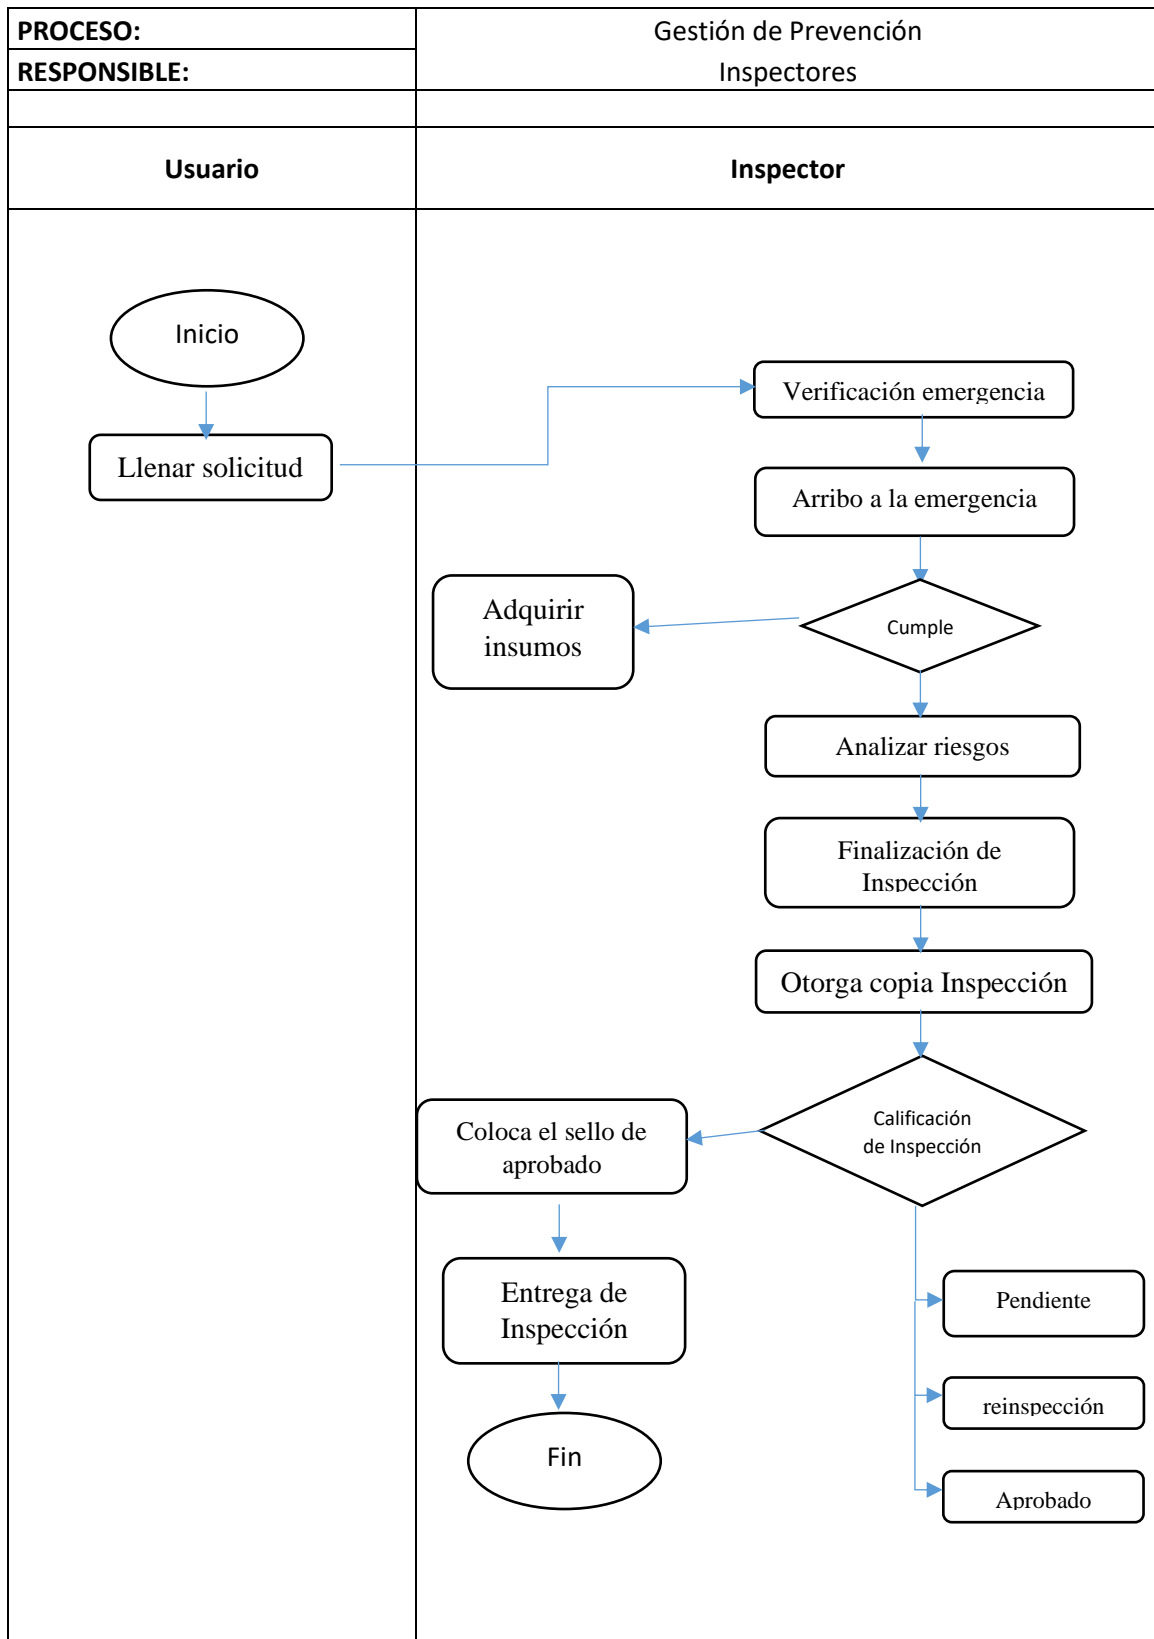 PROCESO:
Gestión de Prevención
RESPONSIBLE:
Inspectores
Usuario
Inspector
Inicio
Llenar solicitud
Verificación emergencia
Arribo a la emergencia
Adquirir
insumos
Cumple
Analizar riesgos
Finalización de
Inspección
Otorga copia Inspección
Calificación
de Inspección
Coloca el sello de
aprobado
Entrega de
Inspección
Fin
Pendiente
reinspección
Aprobado